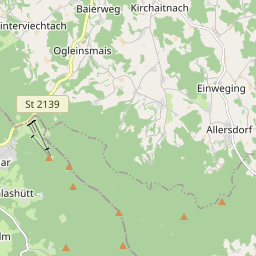 Baierweg
Kirchaitnach
interviechtach
Ogleinsmais
Einweging
St 2139
Allersdorf
ar
lashütt
lm